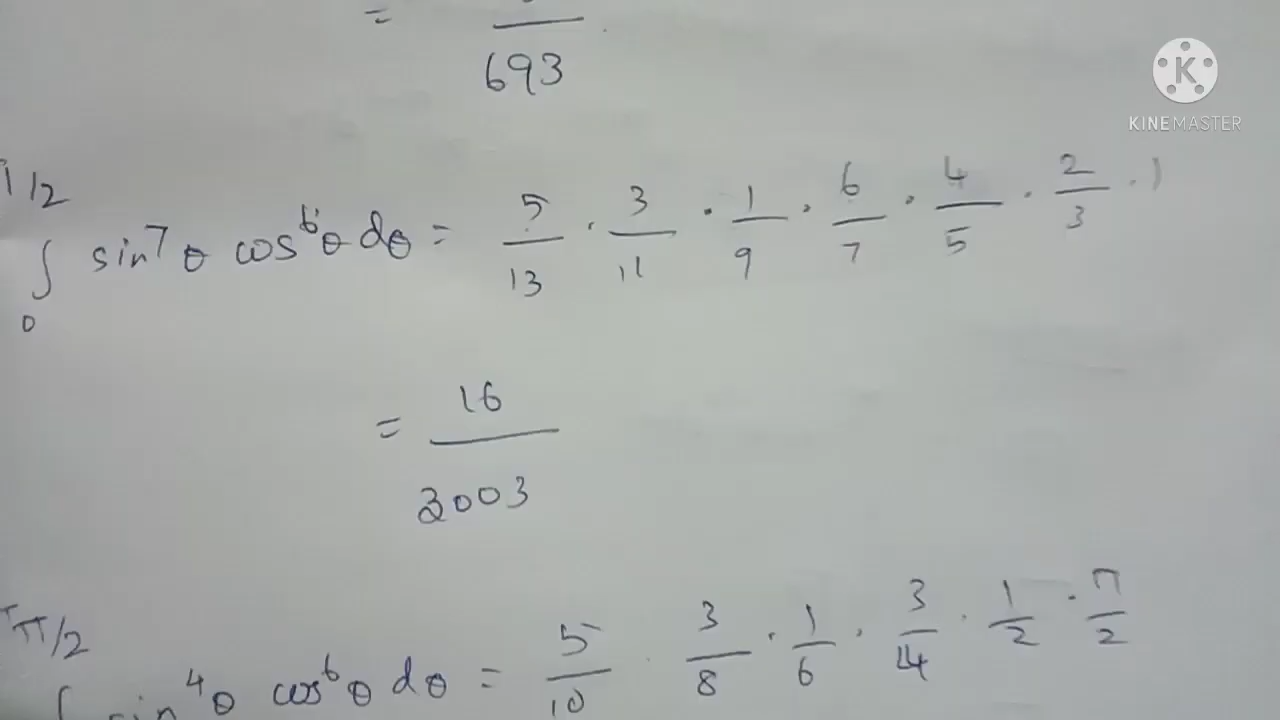 = / 693
KINEMASTER
∫ 0 π/2 sin⁷θ cos⁶θ dθ = 5/13 · 3/11 · 1/9 · 6/7 · 4/5 · 2/3 · 1
= 16/3003
∫ π/2 sin⁴θ cos⁶θ dθ = 5/10 · 3/8 · 1/6 · 3/4 · 1/2 · π/2